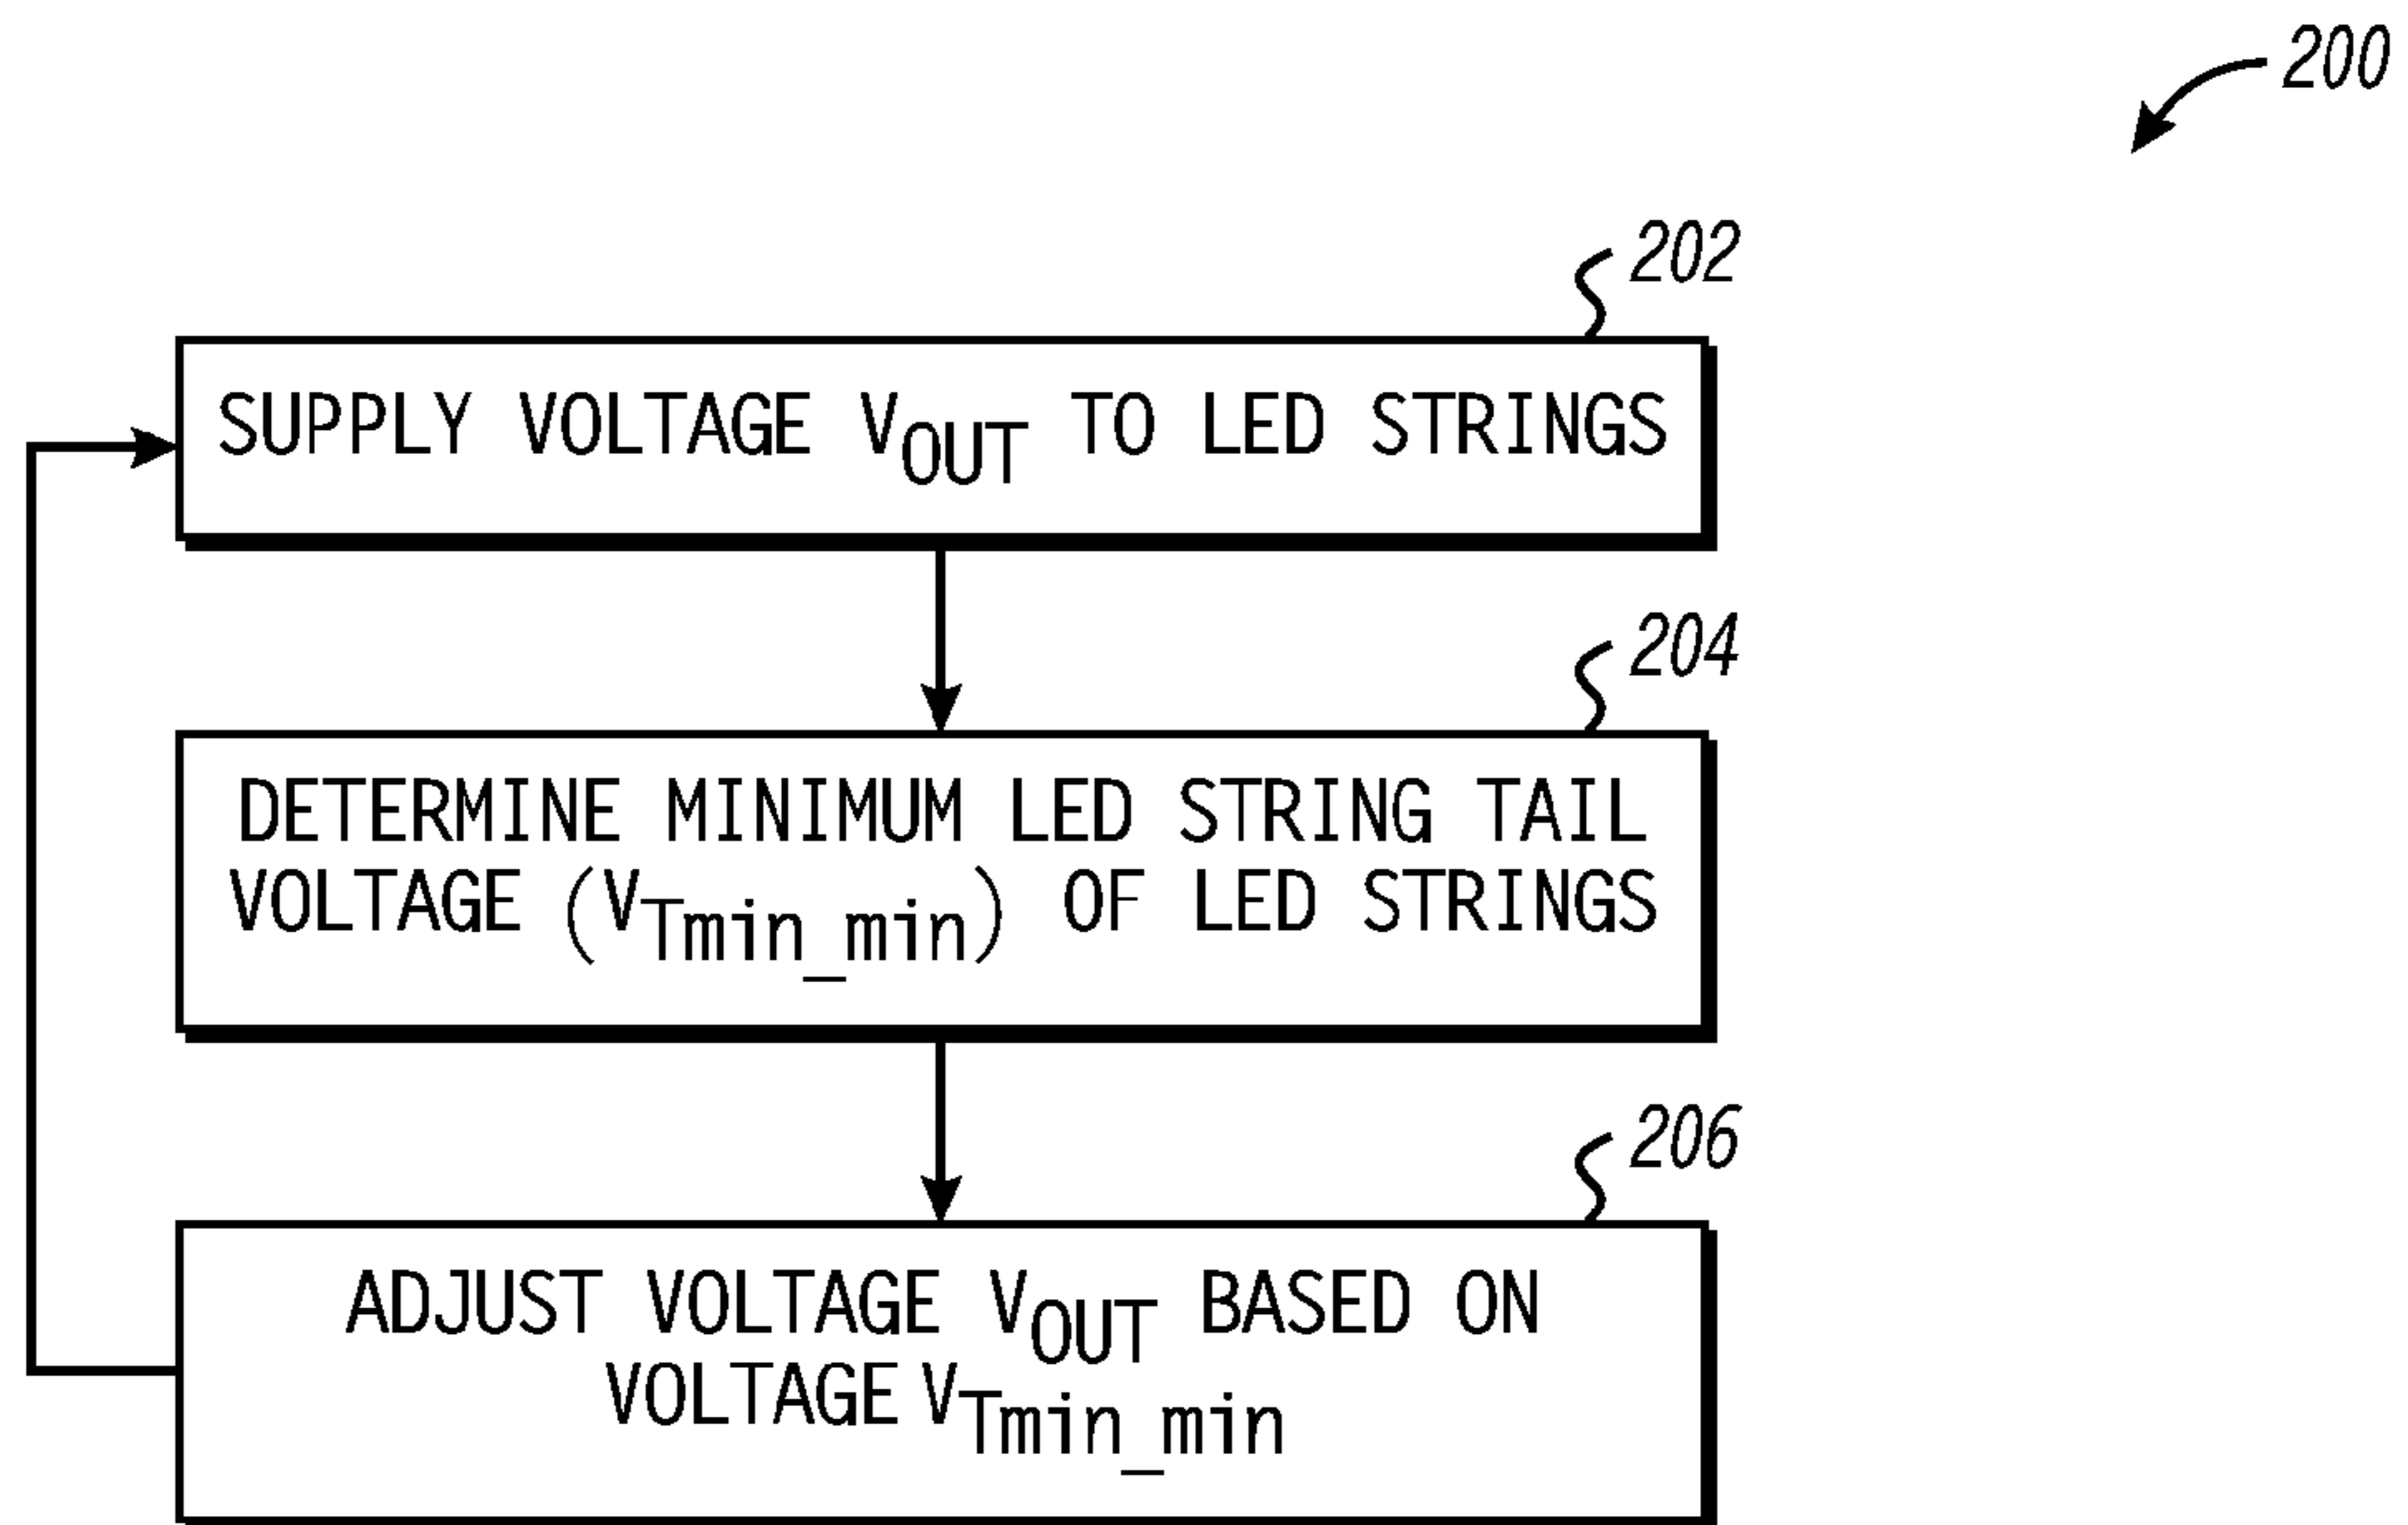 200
202
SUPPLY VOLTAGE VOUT TO LED STRINGS
204
DETERMINE MINIMUM LED STRING TAIL
VOLTAGE (VTmin_min) OF LED STRINGS
206
ADJUST VOLTAGE VOUT BASED ON
VOLTAGE VTmin_min